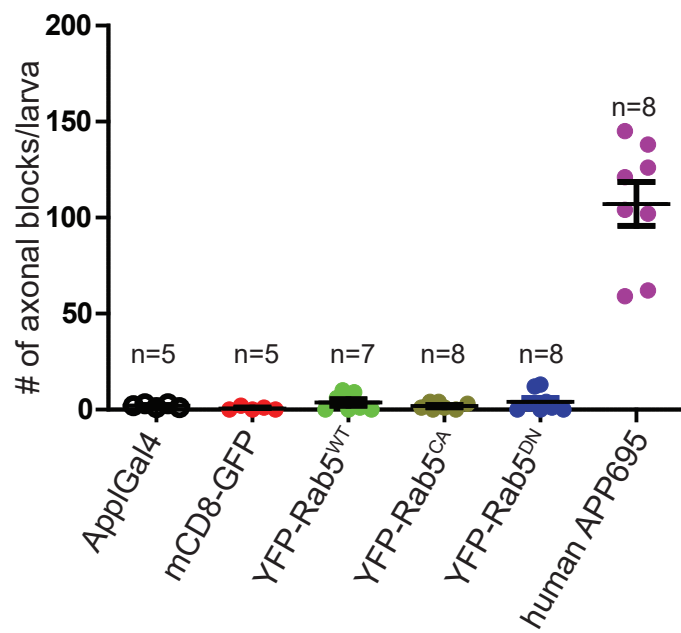 200
150
100
50
0
# of axonal blocks/larva
n=5
n=5
n=7
n=8
n=8
n=8
ApplGal4
mCD8-GFP
YFP-Rab5WT
YFP-Rab5CA
YFP-Rab5DN
human APP695